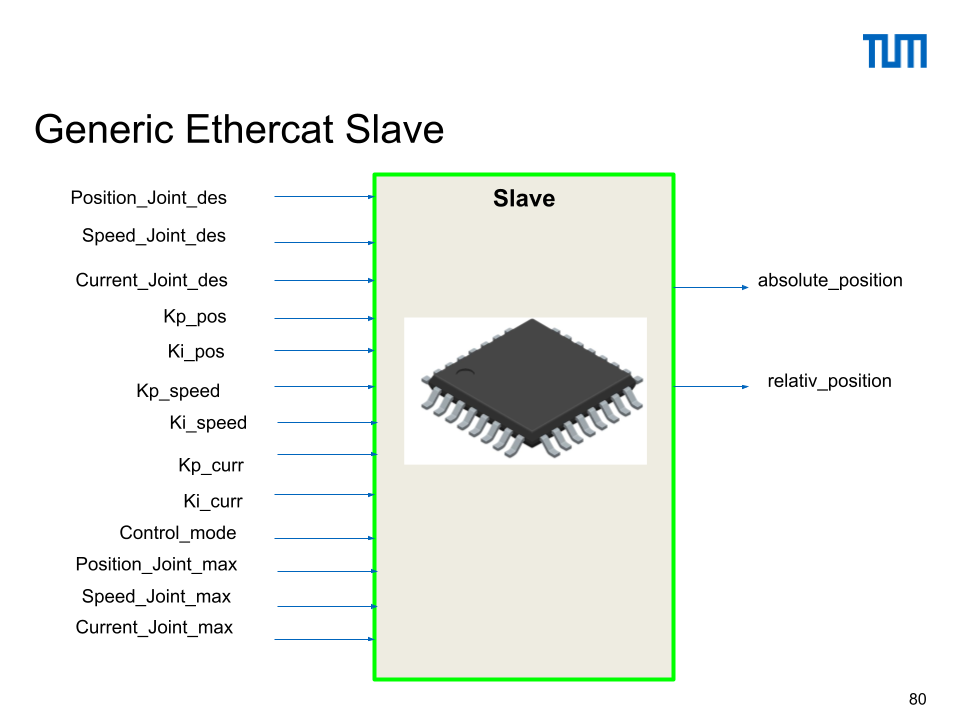 TUM
Generic Ethercat Slave
Slave
Position_Joint_des
Speed_Joint_des
Current_Joint_des
Kp_pos
Ki_pos
Kp_speed
Ki_speed
Kp_curr
Ki_curr
Control_mode
Position_Joint_max
Speed_Joint_max
Current_Joint_max
absolute_position
relativ_position
80